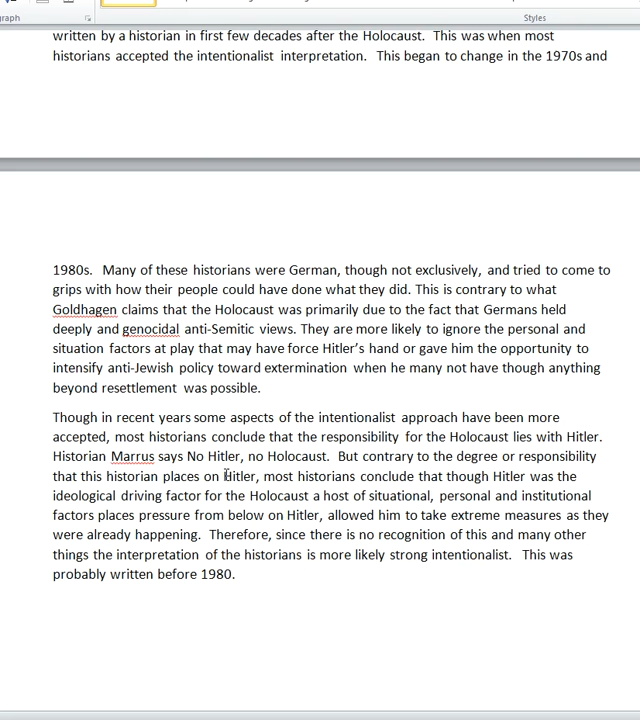 raph
Styles
written by a historian in first few decades after the Holocaust.  This was when most
historians accepted the intentionalist interpretation.  This began to change in the 1970s and
1980s.  Many of these historians were German, though not exclusively, and tried to come to
grips with how their people could have done what they did. This is contrary to what
Goldhagen claims that the Holocaust was primarily due to the fact that Germans held
deeply and genocidal anti-Semitic views. They are more likely to ignore the personal and
situation factors at play that may have force Hitler's hand or gave him the opportunity to
intensify anti-Jewish policy toward extermination when he many not have though anything
beyond resettlement was possible.
Though in recent years some aspects of the intentionalist approach have been more
accepted, most historians conclude that the responsibility for the Holocaust lies with Hitler.
Historian Marrus says No Hitler, no Holocaust.  But contrary to the degree or responsibility
that this historian places on Hitler, most historians conclude that though Hitler was the
ideological driving factor for the Holocaust a host of situational, personal and institutional
factors places pressure from below on Hitler, allowed him to take extreme measures as they
were already happening.  Therefore, since there is no recognition of this and many other
things the interpretation of the historians is more likely strong intentionalist.  This was
probably written before 1980.